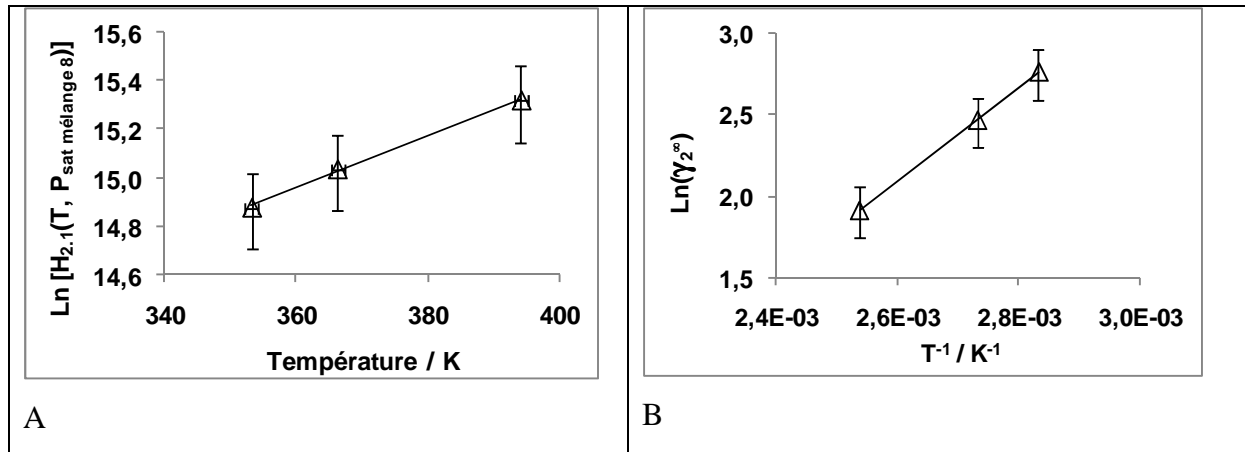 15,6
15,4
15,2
15,0
14,8
14,6
Ln [H2.1(T, Psat mélange 8)]
340 360 380 400
Température / K
A
3,0
2,5
2,0
1,5
Ln(γ2∞)
2,4E-03 2,6E-03 2,8E-03 3,0E-03
T-1 / K-1
B